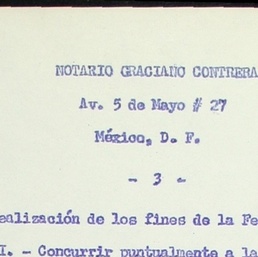 NOTARIO GRACIANO CONTRERA
Av. 5 de Mayo # 27
México, D. F.
- 3 -
ealización de los fines de la Fe
I. - Concurrir puntualmente a la